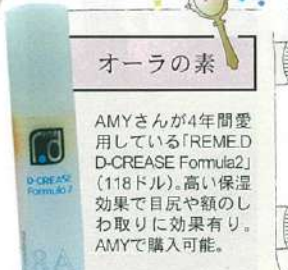 オーラの素
AMYさんが4年間愛
用している「REME.D
D-CREASE Formula2」
(118ドル)。高い保湿
効果で目尻や額のし
わ取りに効果有り。
AMYで購入可能。
.d
D-CREASE
Formula 2